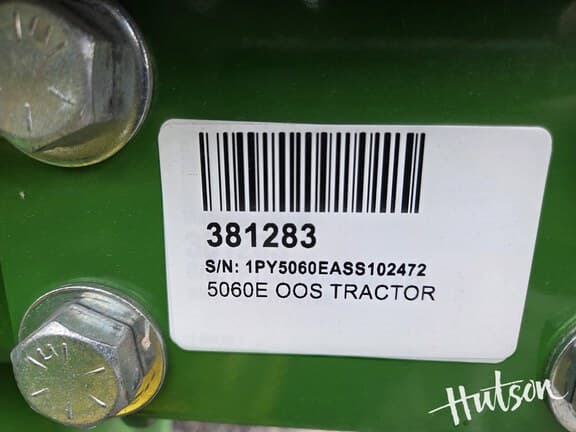 381283
S/N: 1PY5060EASS102472
5060E OOS TRACTOR
Hutson